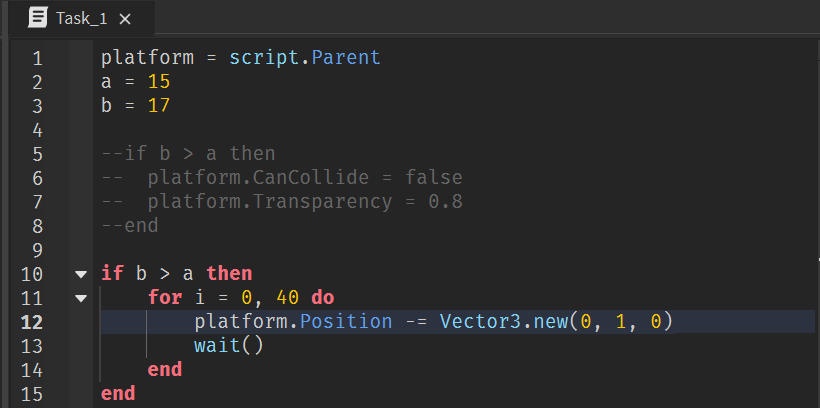 Task_1 ×
1 platform = script.Parent
2 a = 15
3 b = 17
4
5 --if b > a then
6 --  platform.CanCollide = false
7 --  platform.Transparency = 0.8
8 --end
9
10 if b > a then
11     for i = 0, 40 do
12         platform.Position -= Vector3.new(0, 1, 0)
13         wait()
14     end
15 end